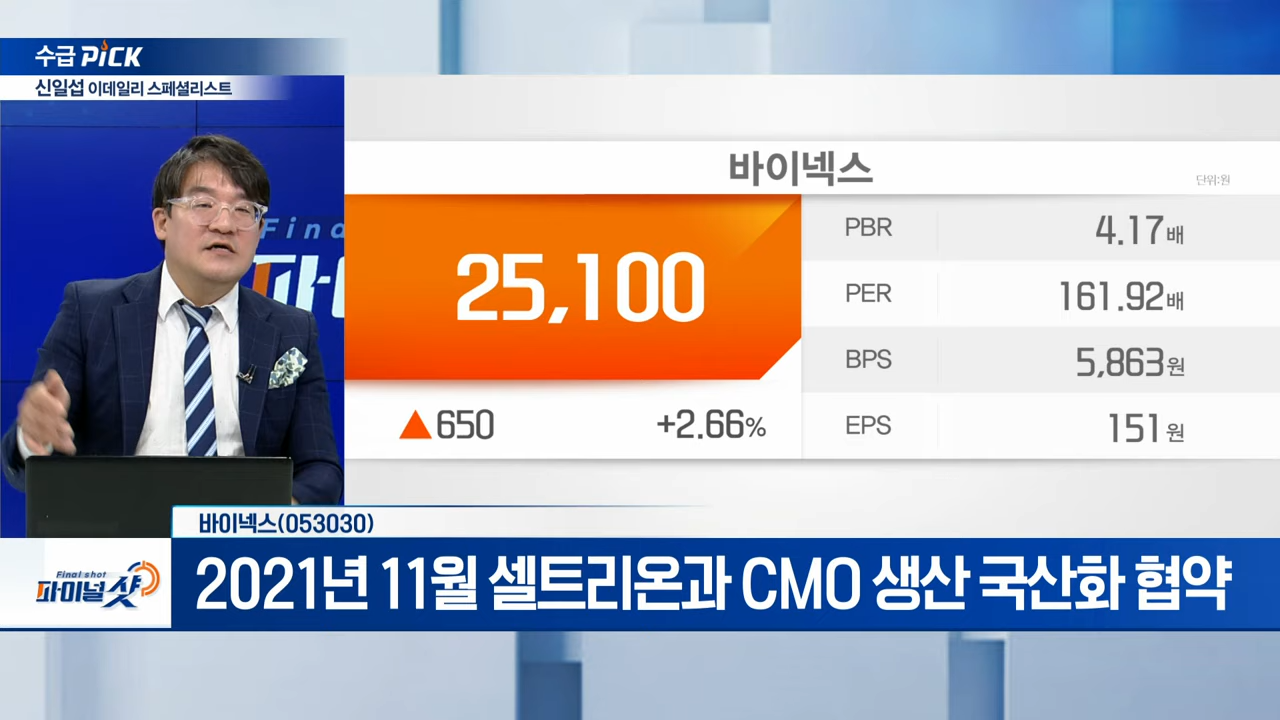 수급 PiCK
신일섭 이데일리 스페셜리스트
Fina
파이
바이넥스
단위:원
25,100
▲650 +2.66%
PBR 4.17배
PER 161.92배
BPS 5,863원
EPS 151원
바이넥스(053030)
Final shot
파이널샷
2021년 11월 셀트리온과 CMO 생산 국산화 협약